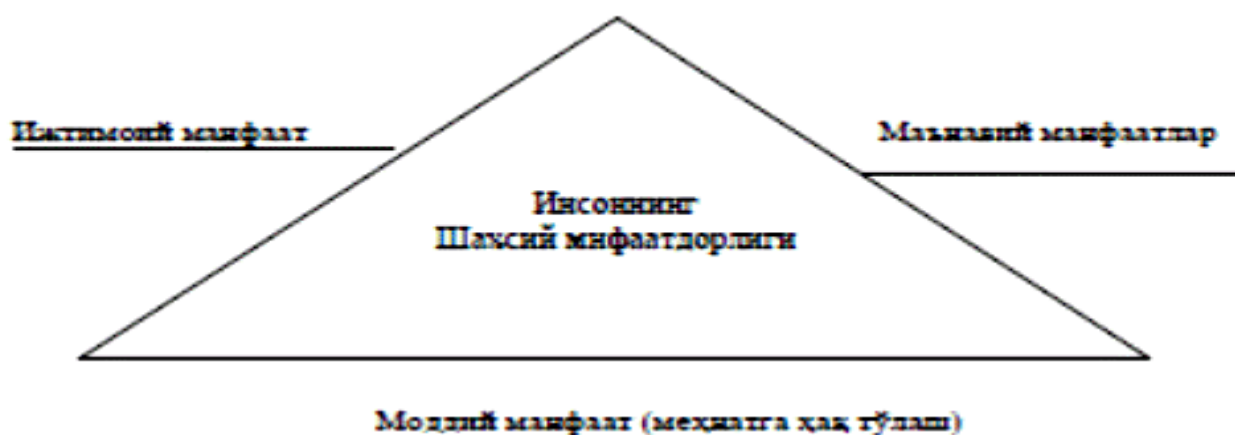 Ижтимоий манфаат
Маънавий манфаатлар
Инсоннинг
Шахсий мнфаатдорлиги
Моддий манфаат (меҳнатга ҳақ тўлаш)